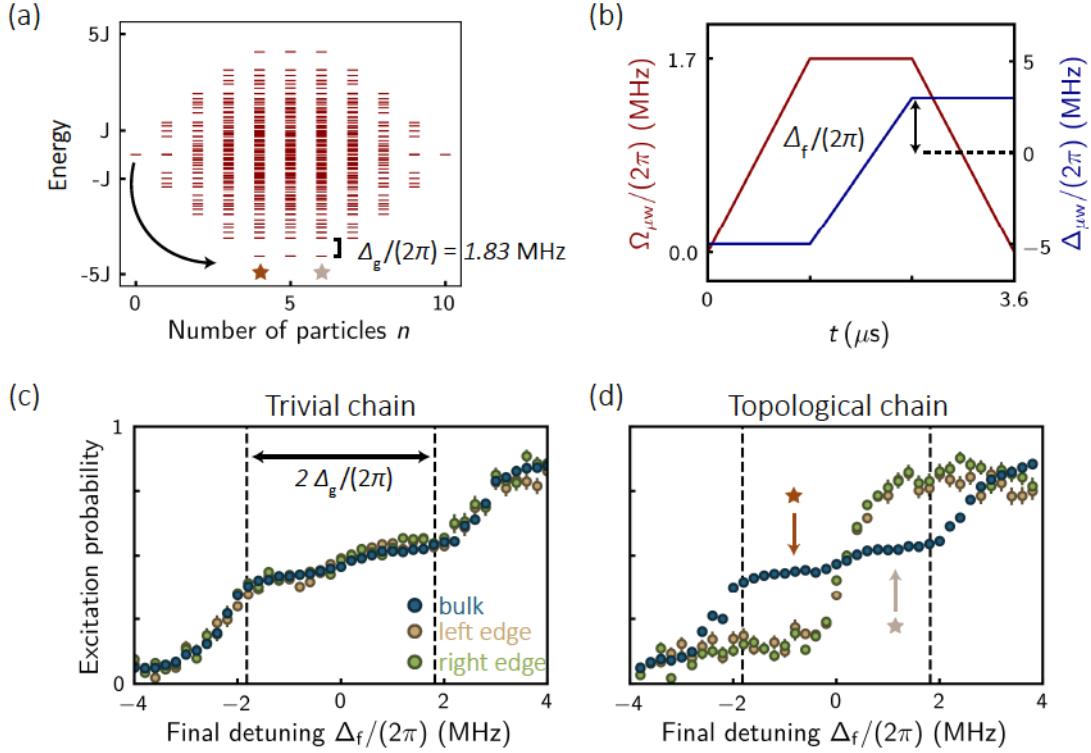 (a)
5J
J
-J
-5J
Energy
0
5
10
Number of particles n
Δg/(2π) = 1.83 MHz
(b)
1.7
0.0
Ωμw/(2π) (MHz)
5
0
−5
Δμw/(2π) (MHz)
Δf/(2π)
0
3.6
t (μs)
(c)
Trivial chain
1
0
Excitation probability
2 Δg/(2π)
bulk
left edge
right edge
−4
−2
0
2
4
Final detuning Δf/(2π) (MHz)
(d)
Topological chain
−4
−2
0
2
4
Final detuning Δf/(2π) (MHz)